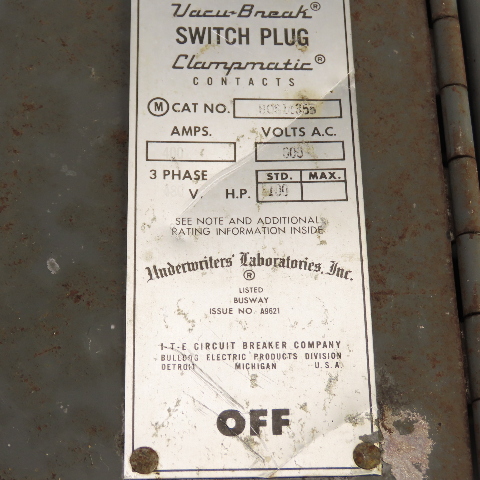 Vacu-Break®
SWITCH PLUG
Clampmatic®
CONTACTS
Ⓜ CAT NO.
AMPS. VOLTS A.C.
600
3 PHASE STD. MAX.
V. H.P. 100
SEE NOTE AND ADDITIONAL
RATING INFORMATION INSIDE
Underwriters' Laboratories, Inc.
®
LISTED
BUSWAY
ISSUE NO. A9621
I-T-E CIRCUIT BREAKER COMPANY
BULLDOG ELECTRIC PRODUCTS DIVISION
DETROIT MICHIGAN U.S.A.
OFF